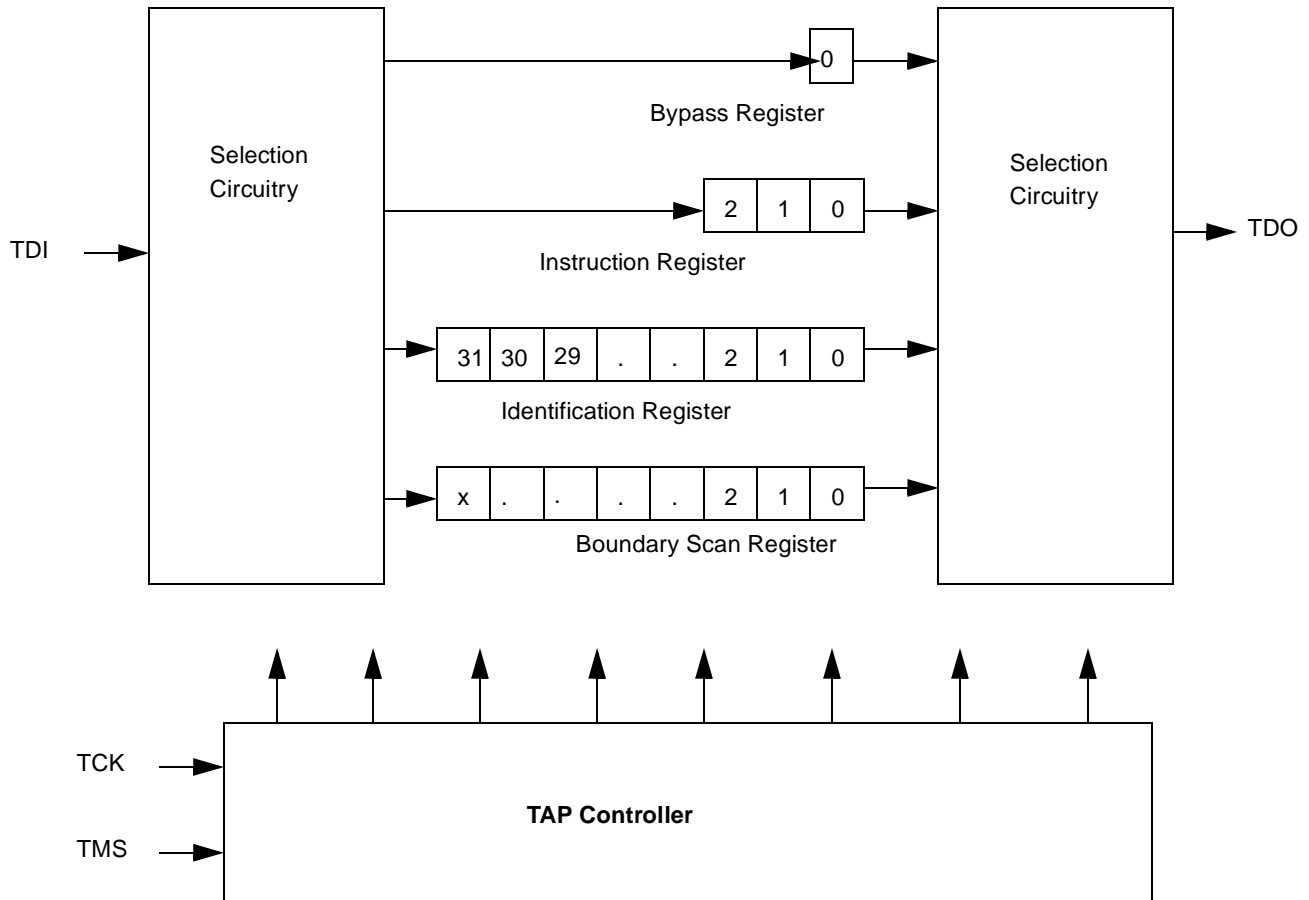 0
Bypass Register
Selection
Circuitry
Selection
Circuitry
2 1 0
TDI
TDO
Instruction Register
31 30 29 . . 2 1 0
Identification Register
x . . . . 2 1 0
Boundary Scan Register
TCK
TAP Controller
TMS